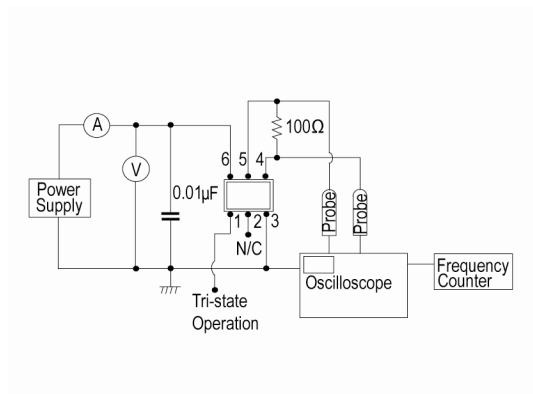 A
V
Power
Supply
0.01µF
6 5 4
100Ω
1 2 3
N/C
Tri-state
Operation
Probe
Probe
Oscilloscope
Frequency
Counter